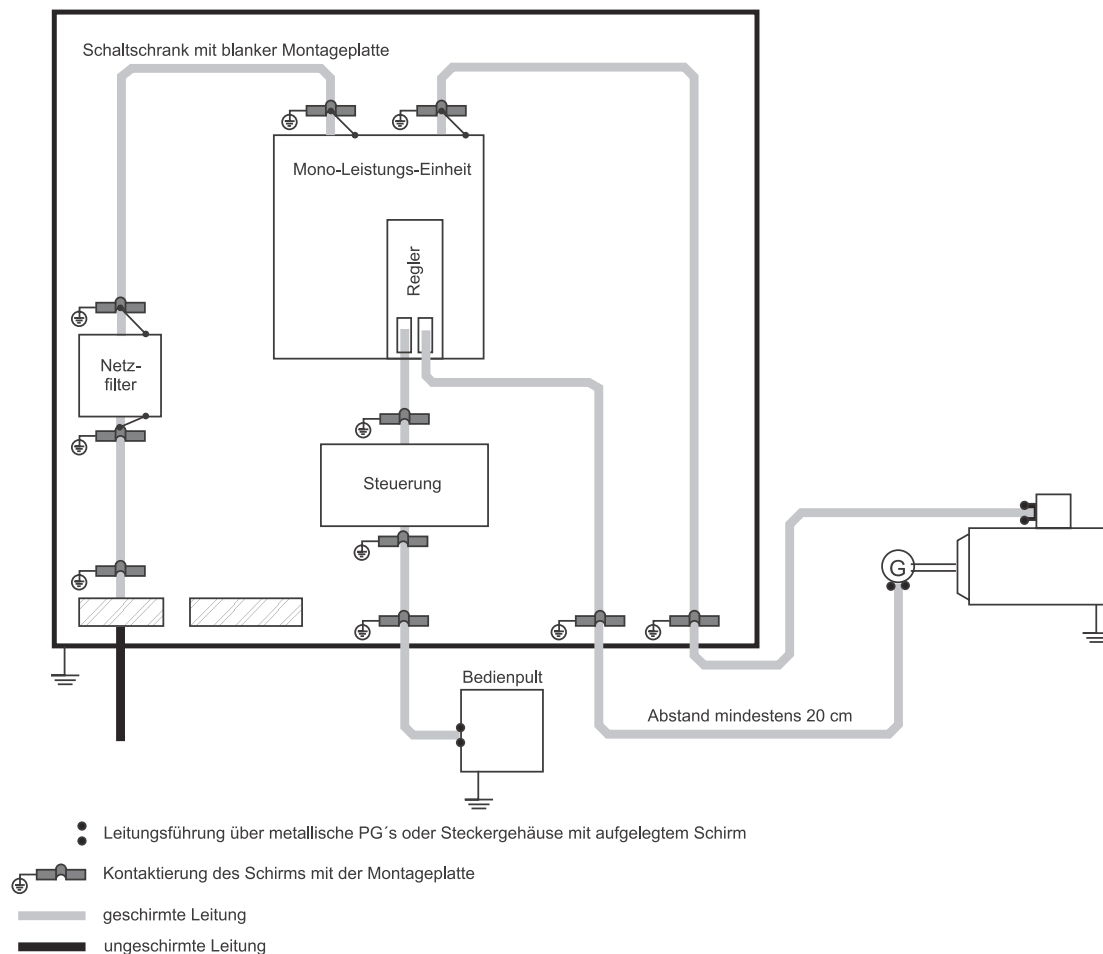 Schaltschrank mit blanker Montageplatte
Mono-Leistungs-Einheit
Regler
Netz-
filter
Steuerung
G
Bedienpult
Abstand mindestens 20 cm
Leitungsführung über metallische PG´s oder Steckergehäuse mit aufgelegtem Schirm
Kontaktierung des Schirms mit der Montageplatte
geschirmte Leitung
ungeschirmte Leitung